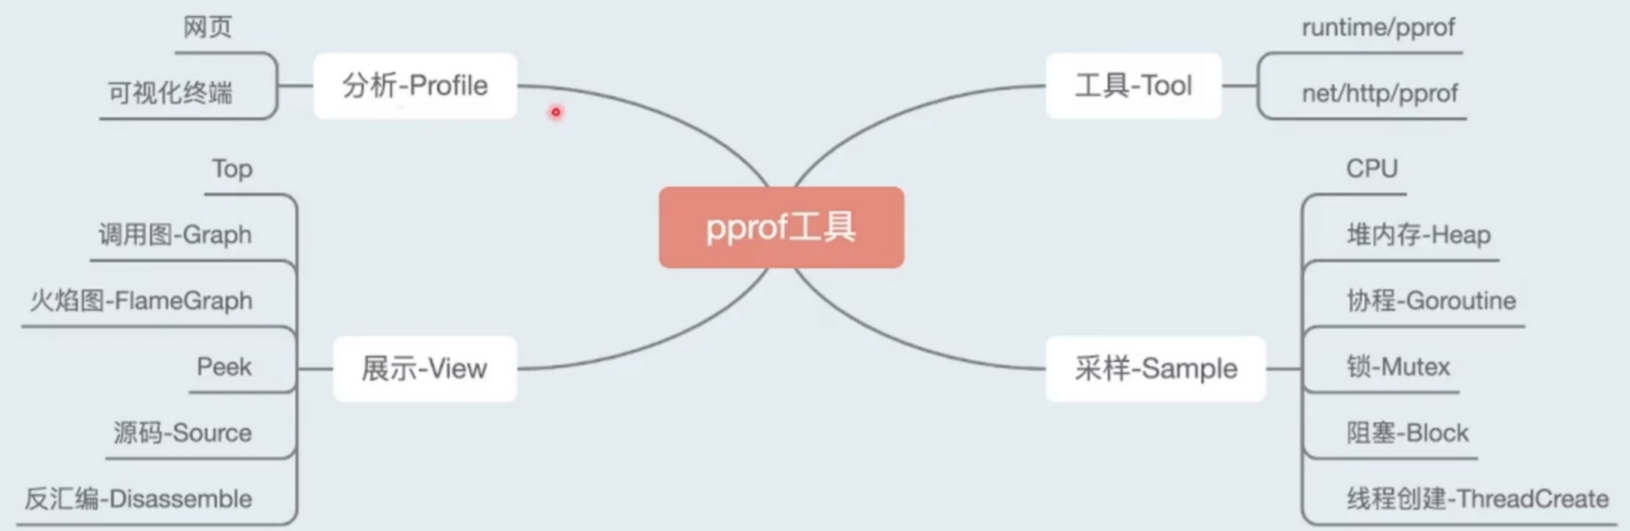 pprof工具
分析-Profile
网页
可视化终端
工具-Tool
runtime/pprof
net/http/pprof
展示-View
Top
调用图-Graph
火焰图-FlameGraph
Peek
源码-Source
反汇编-Disassemble
采样-Sample
CPU
堆内存-Heap
协程-Goroutine
锁-Mutex
阻塞-Block
线程创建-ThreadCreate